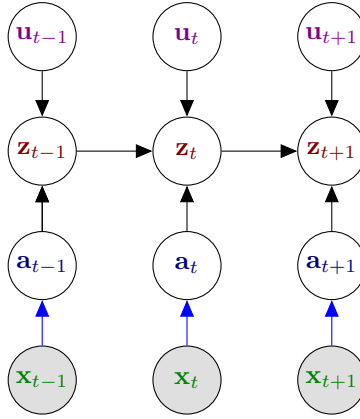 u_{t−1} u_t u_{t+1}
z_{t−1} z_t z_{t+1}
a_{t−1} a_t a_{t+1}
x_{t−1} x_t x_{t+1}